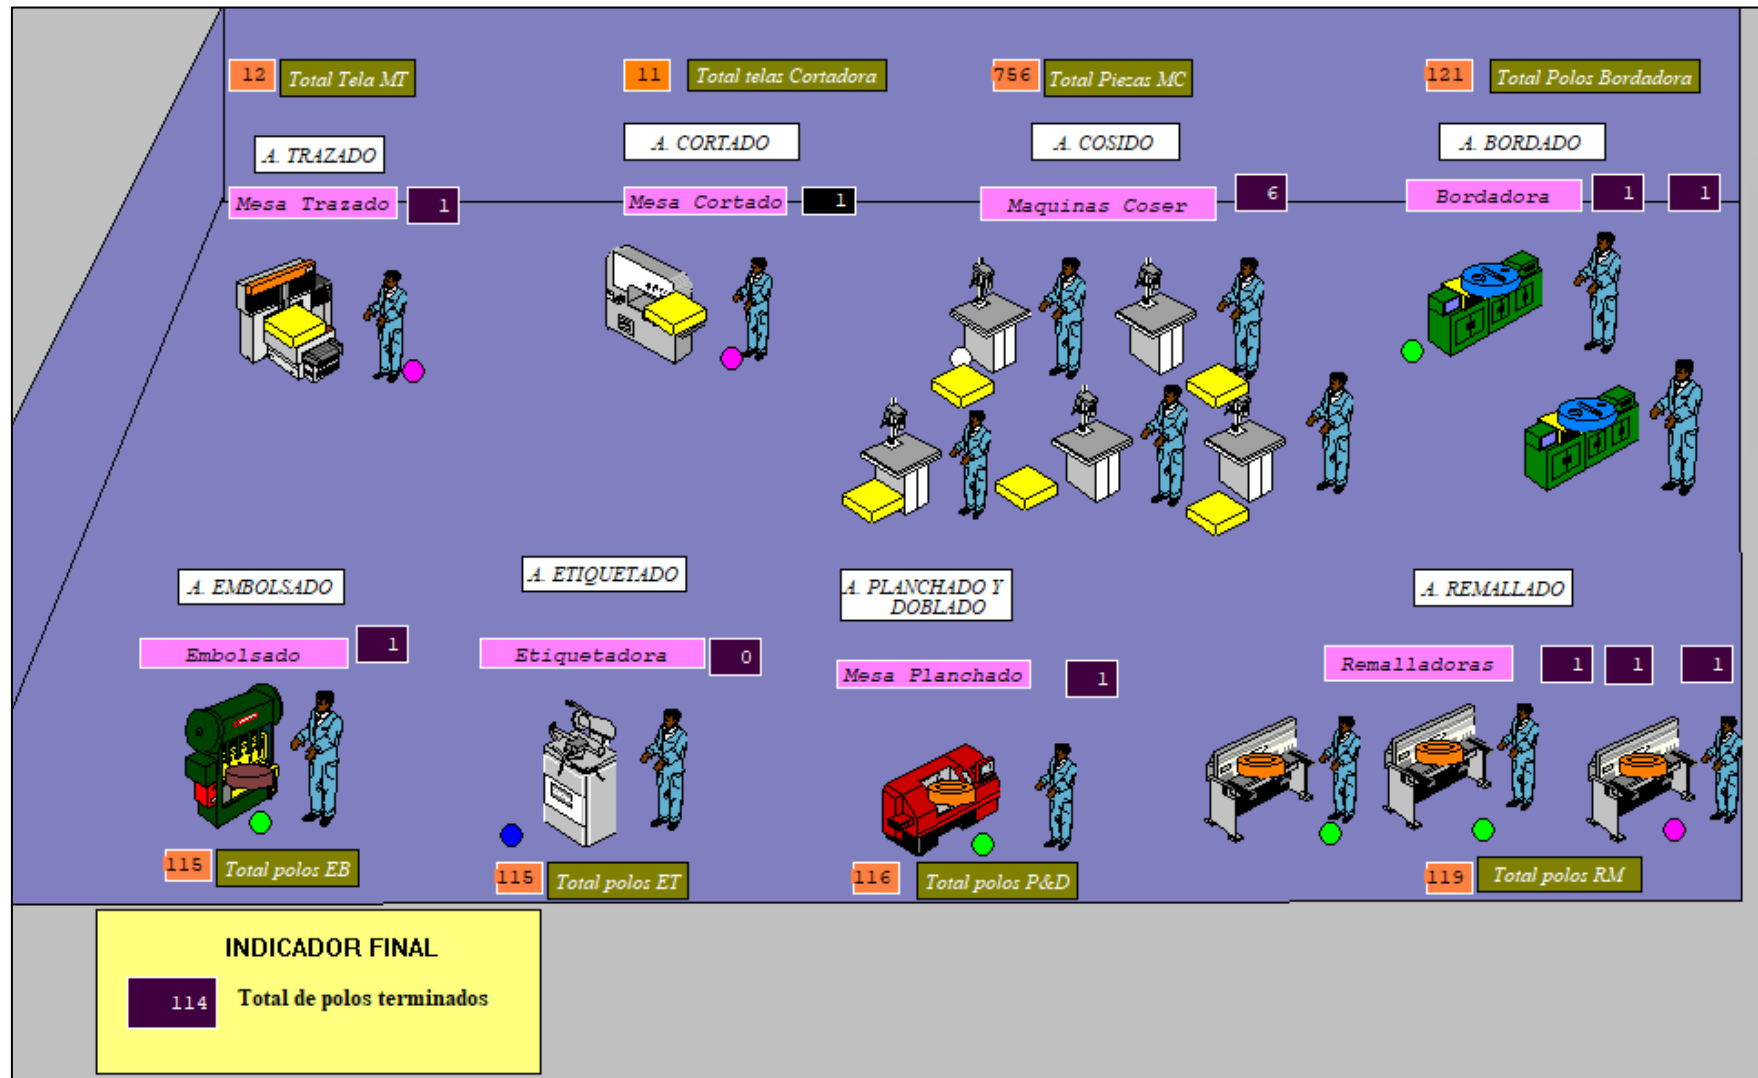 12 Total Tela MT
11 Total telas Cortadora
756 Total Piezas MC
121 Total Polos Bordadora
A. TRAZADO
A. CORTADO
A. COSIDO
A. BORDADO
Mesa Trazado 1
Mesa Cortado 1
Maquinas Coser 6
Bordadora 1 1
A. EMBOLSADO
A. ETIQUETADO
A. PLANCHADO Y
DOBLADO
A. REMALLADO
Embolsado 1
Etiquetadora 0
Mesa Planchado 1
Remalladoras 1 1 1
115 Total polos EB
115 Total polos ET
116 Total polos P&D
119 Total polos RM
INDICADOR FINAL
114 Total de polos terminados